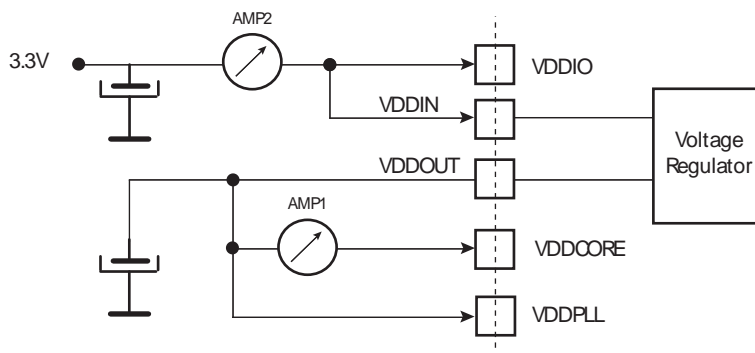 AMP2
3.3V
VDDIO
VDDIN
Voltage
Regulator
VDDOUT
AMP1
VDDCORE
VDDPLL